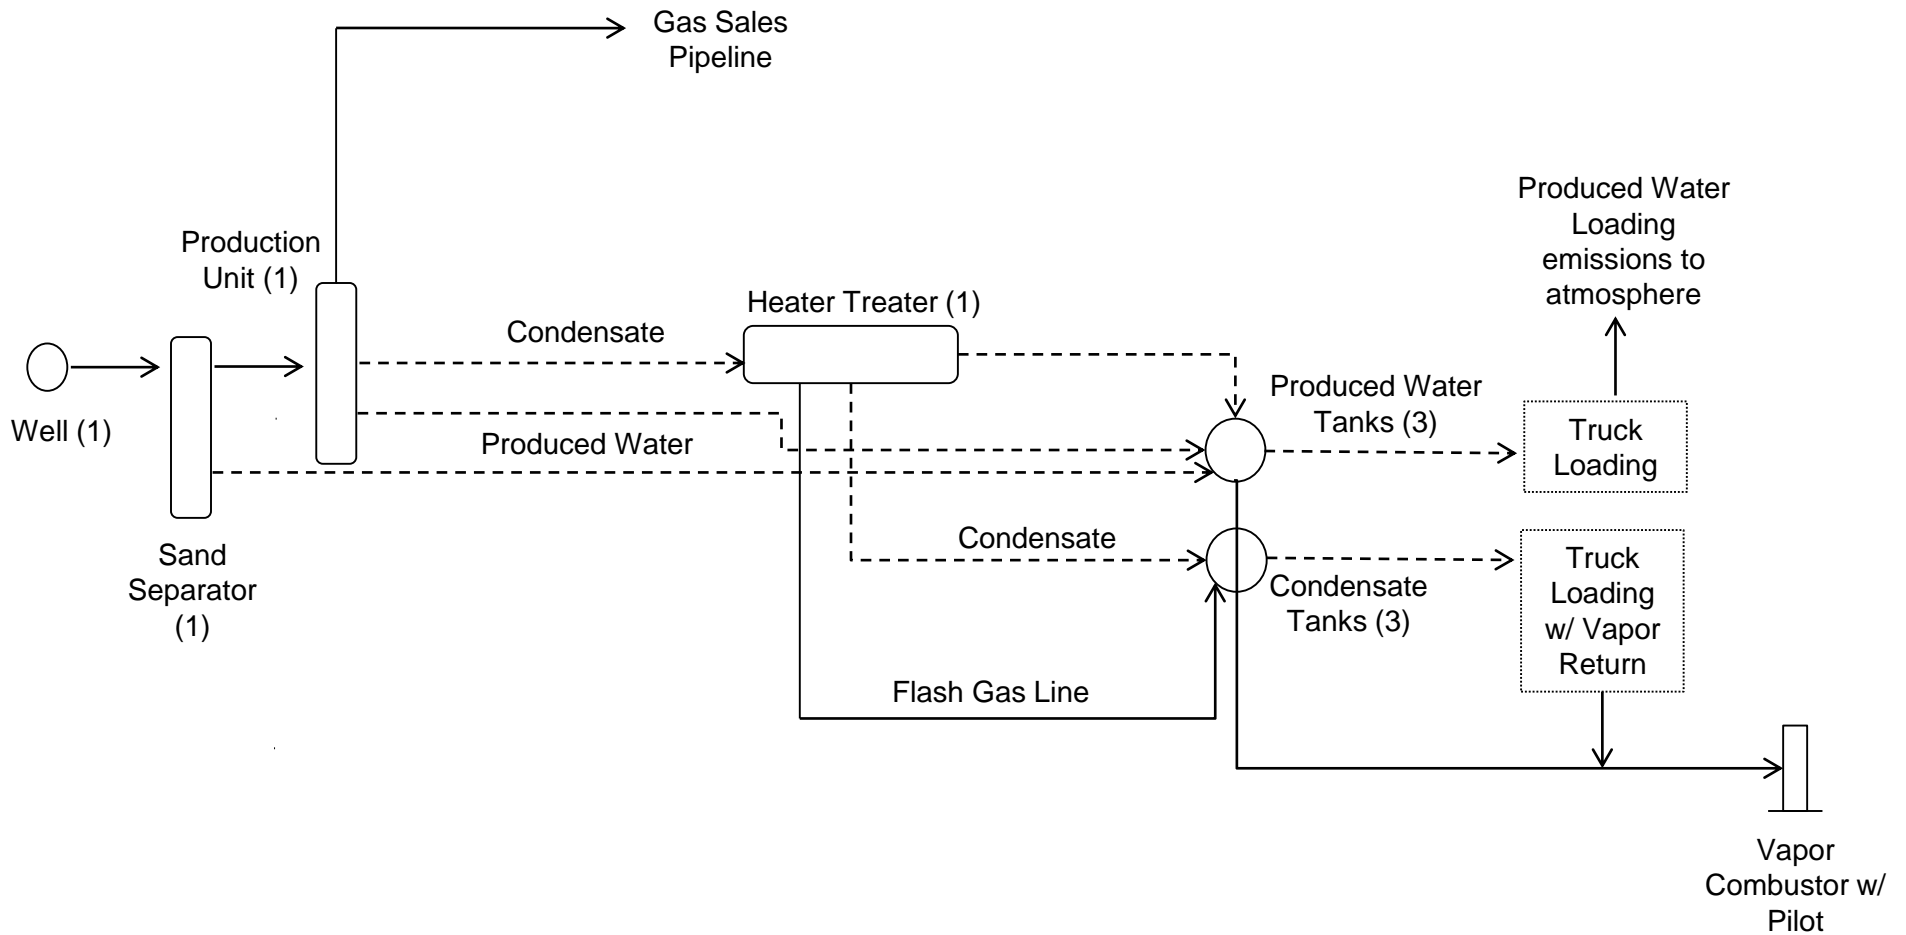 Gas Sales
Pipeline
Produced Water
Loading
emissions to
atmosphere
Production
Unit (1)
Heater Treater (1)
Condensate
Produced Water
Tanks (3)
Well (1)
Produced Water
Truck
Loading
Sand
Separator
(1)
Condensate
Condensate
Tanks (3)
Truck
Loading
w/ Vapor
Return
Flash Gas Line
Vapor
Combustor w/
Pilot